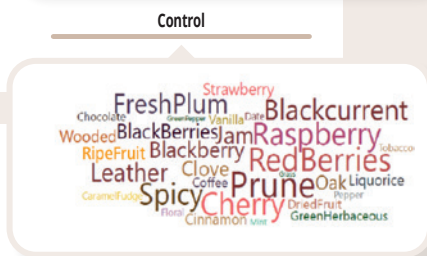 Control
Strawberry
FreshPlum Blackcurrent
Chocolate GreenPepper Vanilla Date
Wooded BlackBerries Jam Raspberry
RipeFruit Blackberry RedBerries Tobacco
Leather Clove Grass
Coffee Prune Oak Liquorice
CaramelFudge Spicy Cherry Pepper
Floral DriedFruit
Cinnamon Mint GreenHerbaceous